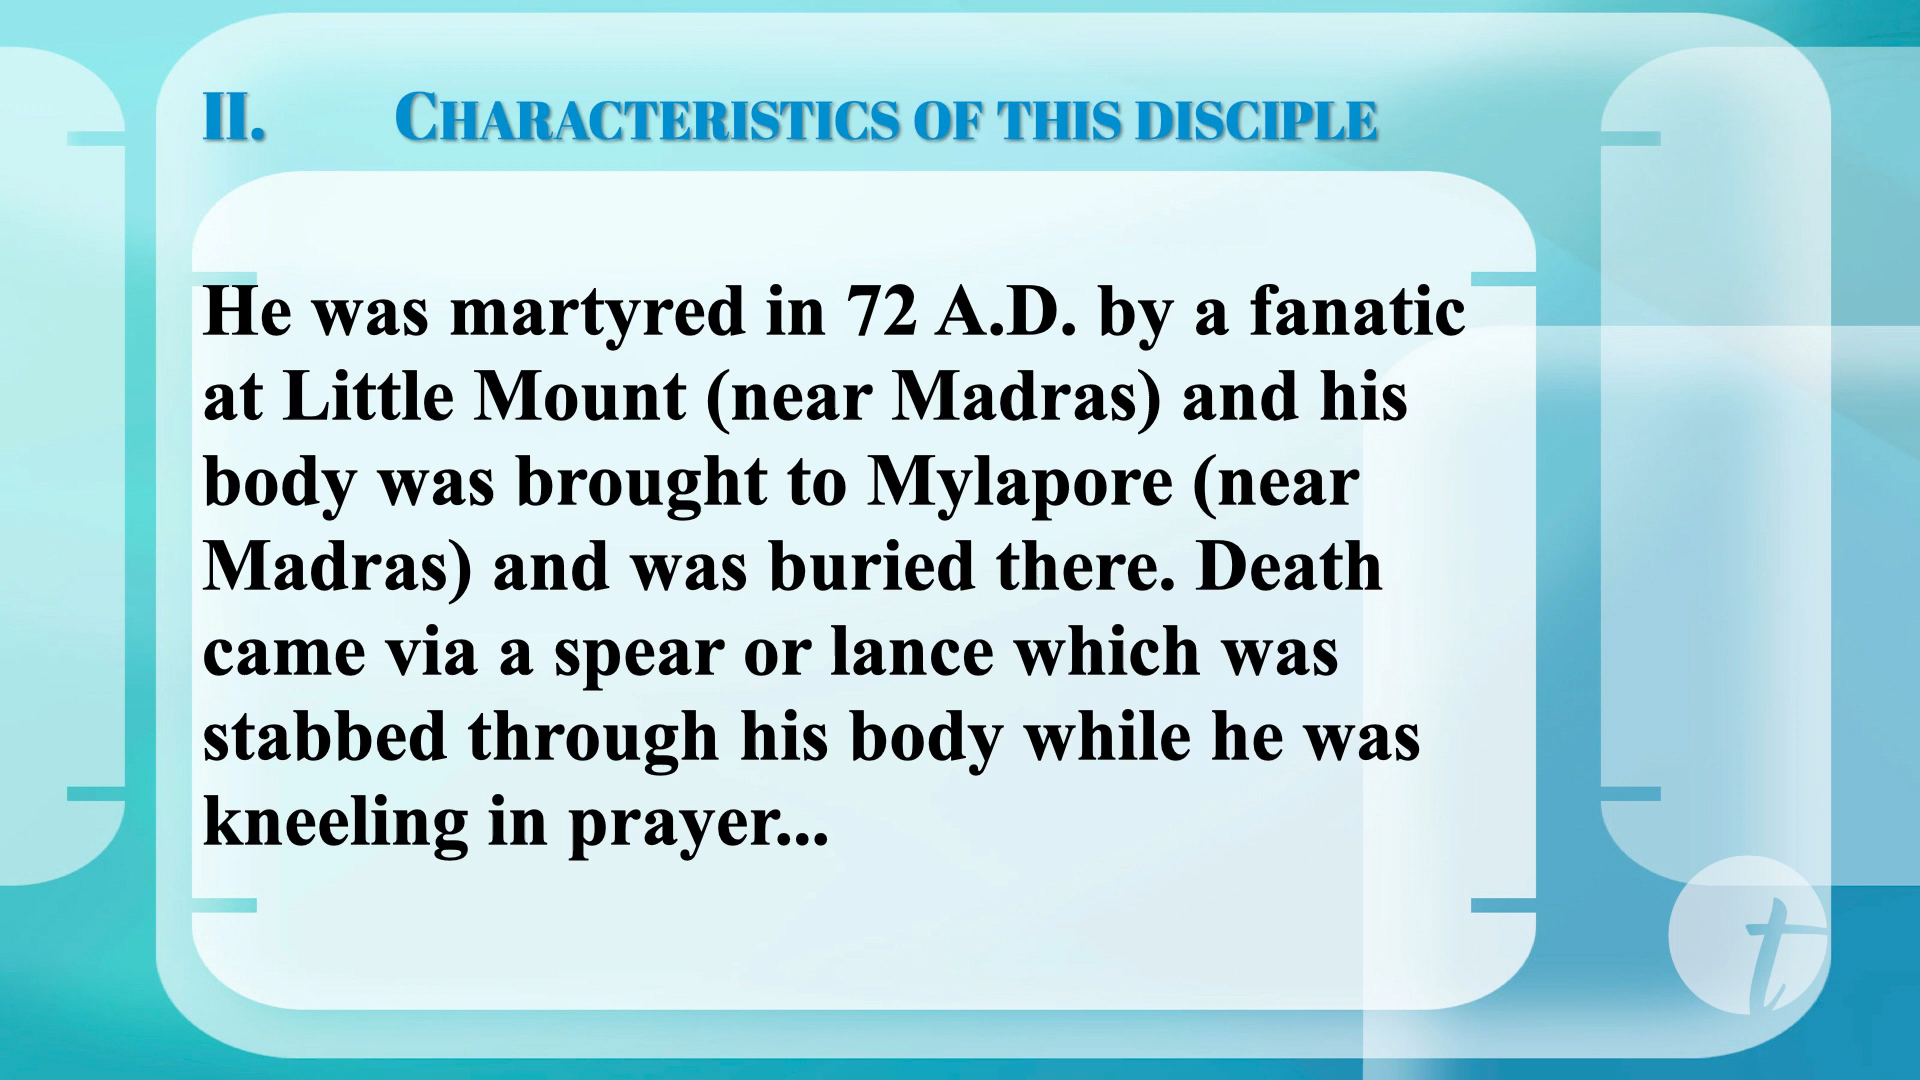 II. Characteristics of this disciple
He was martyred in 72 A.D. by a fanatic
at Little Mount (near Madras) and his
body was brought to Mylapore (near
Madras) and was buried there. Death
came via a spear or lance which was
stabbed through his body while he was
kneeling in prayer...
t